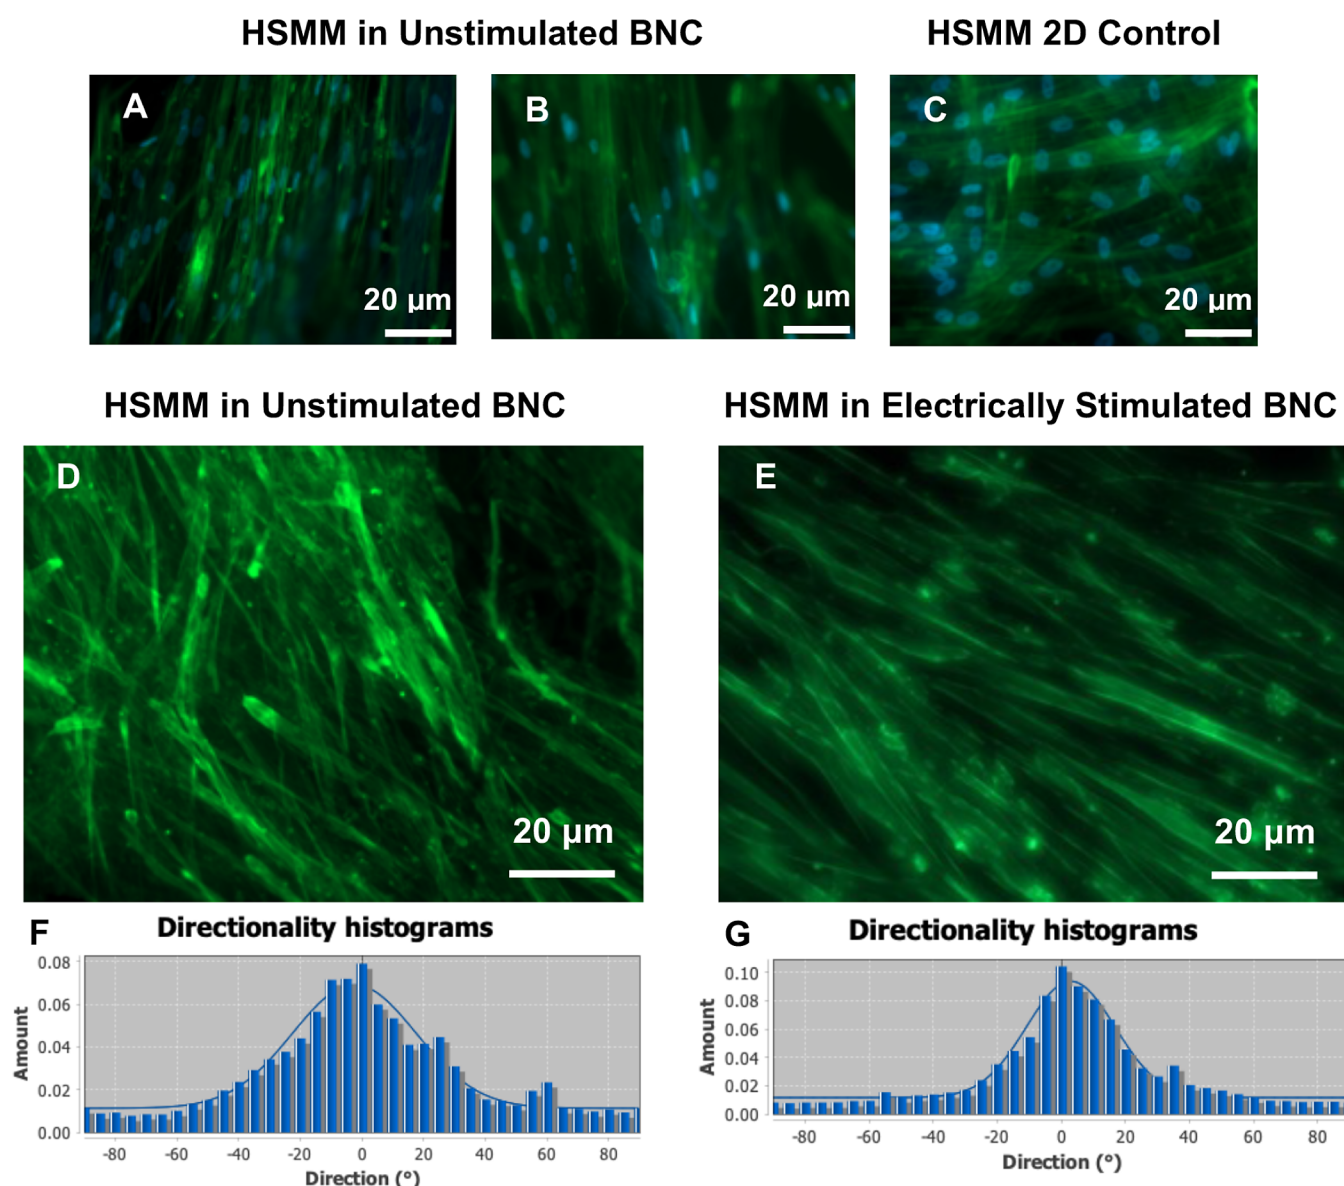 HSMM in Unstimulated BNC
HSMM 2D Control
A
20 µm
B
20 µm
C
20 µm
HSMM in Unstimulated BNC
HSMM in Electrically Stimulated BNC
D
20 µm
E
20 µm
F
Directionality histograms
0.08
0.06
0.04
0.02
0.00
Amount
-80 -60 -40 -20 0 20 40 60 80
Direction (°)
G
Directionality histograms
0.10
0.08
0.06
0.04
0.02
0.00
Amount
-80 -60 -40 -20 0 20 40 60 80
Direction (°)